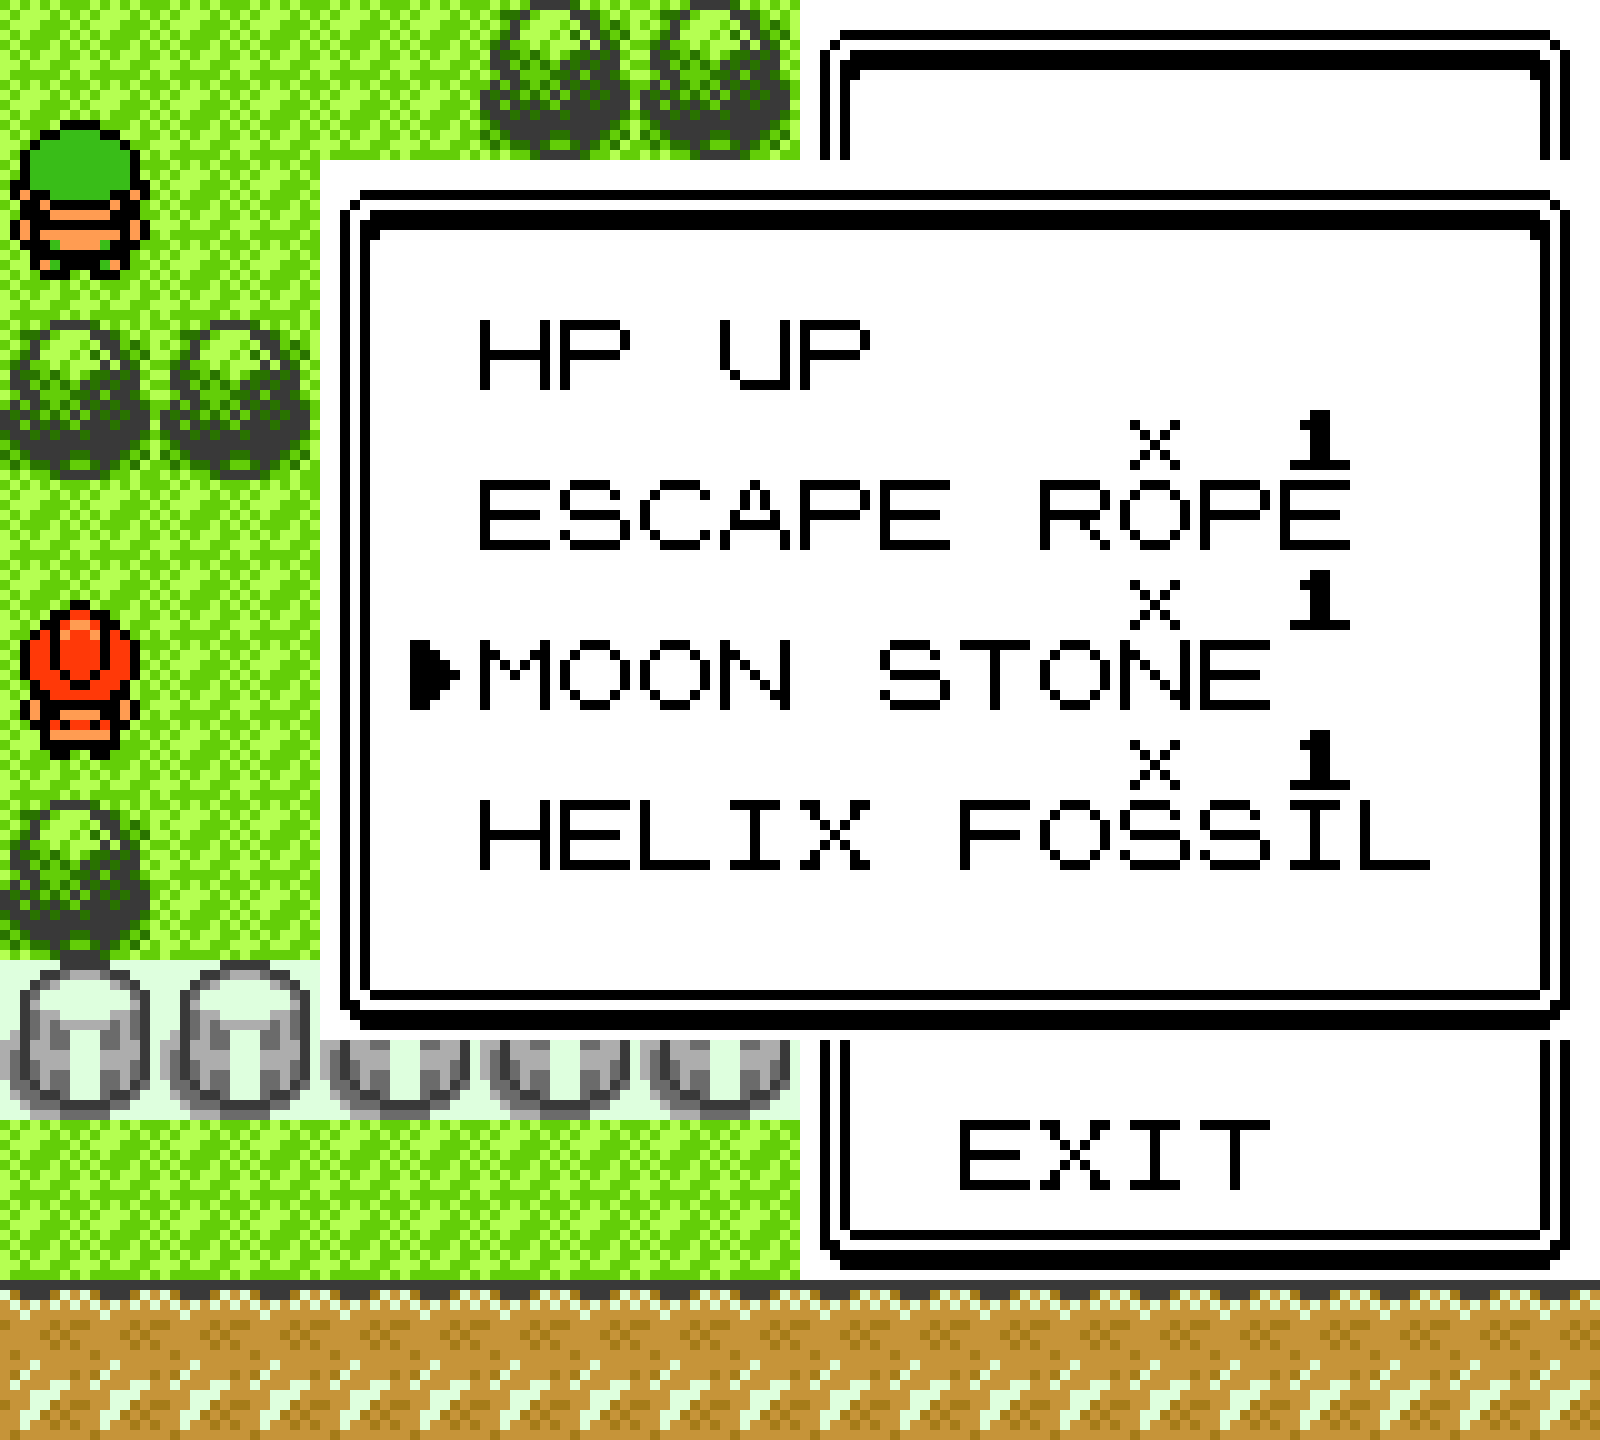 HP UP
× 1
ESCAPE ROPE
× 1
▶MOON STONE
× 1
HELIX FOSSIL
EXIT